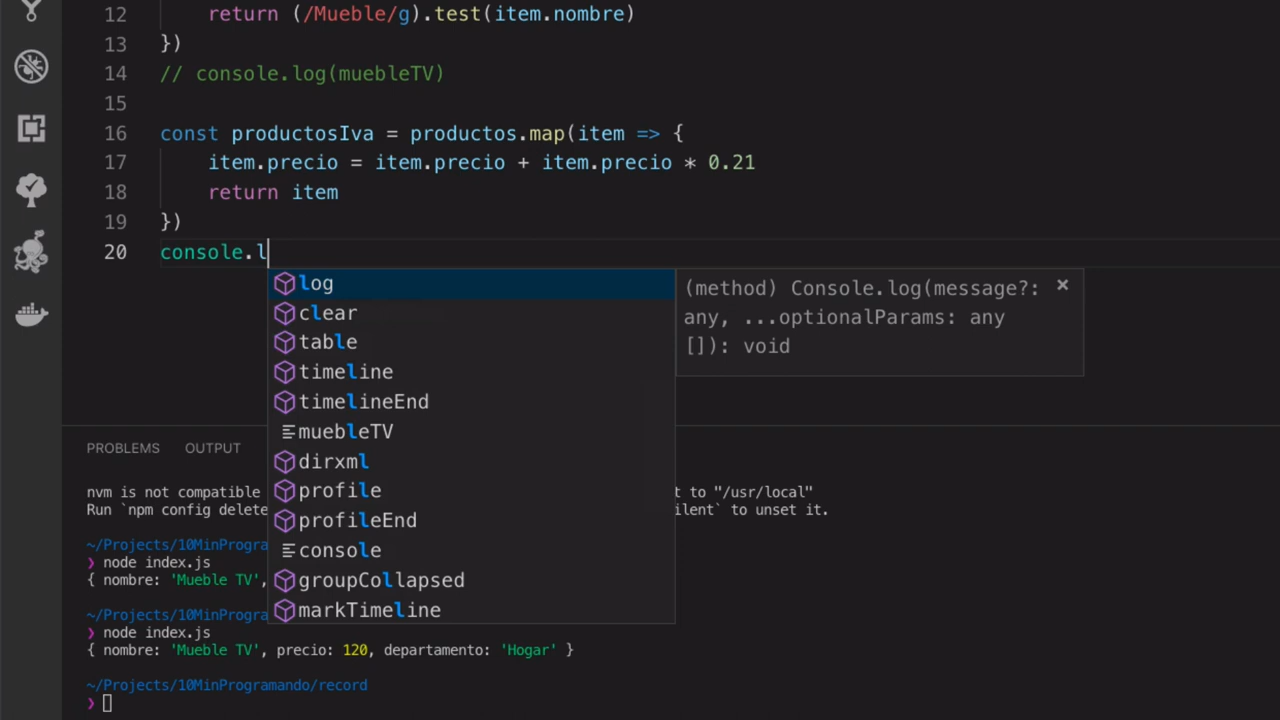 12 return (/Mueble/g).test(item.nombre)
13 })
14 // console.log(muebleTV)
15
16 const productosIva = productos.map(item => {
17 item.precio = item.precio + item.precio * 0.21
18 return item
19 })
20 console.l
log
clear
table
timeline
timelineEnd
muebleTV
dirxml
profile
profileEnd
console
groupCollapsed
markTimeline
(method) Console.log(message?: ×
any, ...optionalParams: any
[]): void
PROBLEMS OUTPUT
nvm is not compatible t to "/usr/local"
Run `npm config delete ilent` to unset it.
~/Projects/10MinPrograma
❯ node index.js
{ nombre: 'Mueble TV',
~/Projects/10MinPrograma
❯ node index.js
{ nombre: 'Mueble TV', precio: 120, departamento: 'Hogar' }
~/Projects/10MinProgramando/record
❯